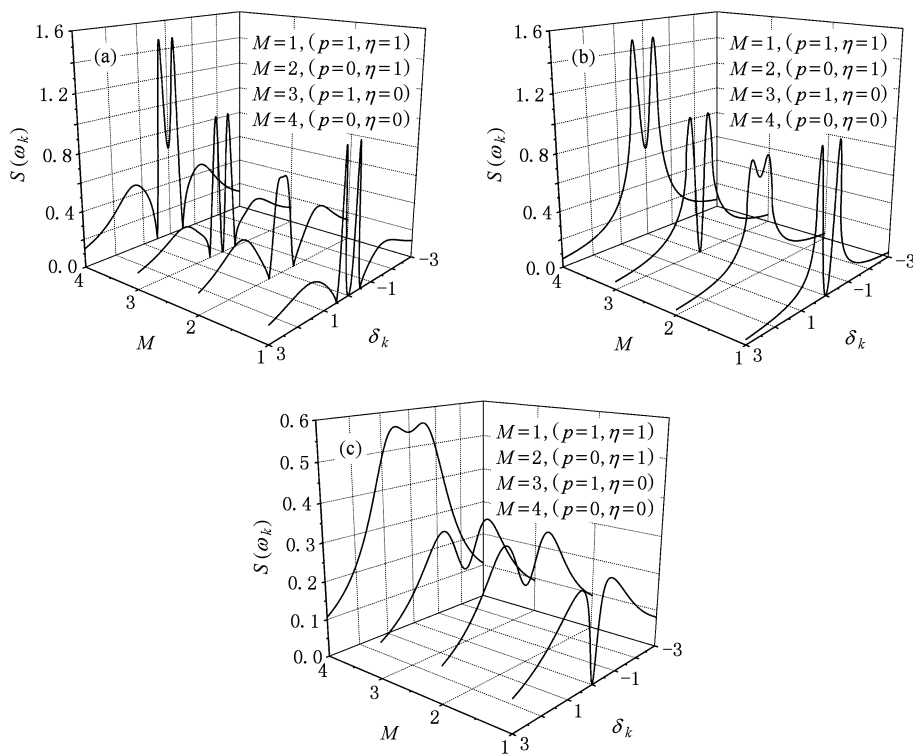 1.6
(a)
M=1,(p=1,η=1)
M=2,(p=0,η=1)
M=3,(p=1,η=0)
M=4,(p=0,η=0)
1.2
0.8
0.4
0.0
S(ω_k)
4
3
2
1
M
3
1
-1
-3
δ_k
1.6
(b)
M=1,(p=1,η=1)
M=2,(p=0,η=1)
M=3,(p=1,η=0)
M=4,(p=0,η=0)
1.2
0.8
0.4
0.0
S(ω_k)
4
3
2
1
M
3
1
-1
-3
δ_k
0.6
(c)
M=1,(p=1,η=1)
M=2,(p=0,η=1)
M=3,(p=1,η=0)
M=4,(p=0,η=0)
0.5
0.4
0.3
0.2
0.1
0.0
S(ω_k)
4
3
2
1
M
3
1
-1
-3
δ_k